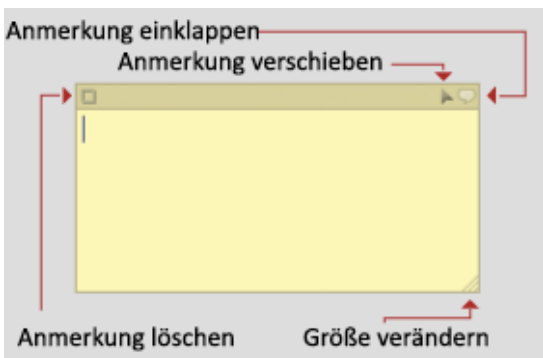 Anmerkung einklappen
Anmerkung verschieben
Anmerkung löschen
Größe verändern